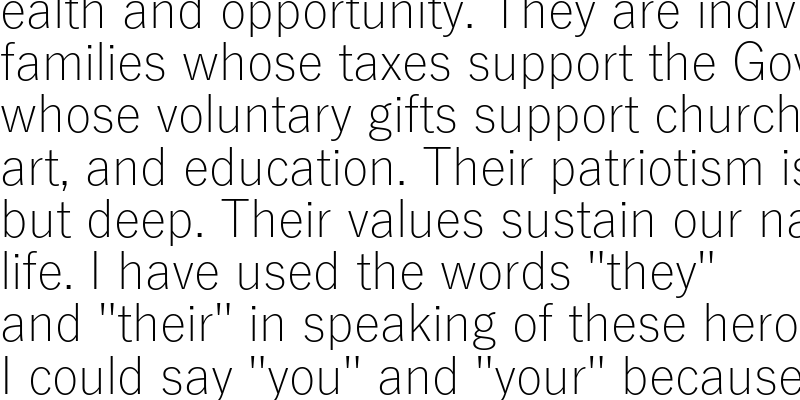 ealth and opportunity. They are indiv
families whose taxes support the Gov
whose voluntary gifts support church
art, and education. Their patriotism is
but deep. Their values sustain our na
life. I have used the words "they"
and "their" in speaking of these hero
I could say "you" and "your" because